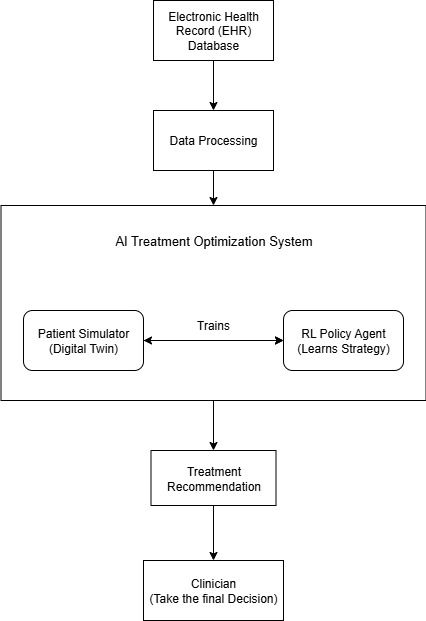 Electronic Health
Record (EHR)
Database
Data Processing
AI Treatment Optimization System
Patient Simulator
(Digital Twin)
Trains
RL Policy Agent
(Learns Strategy)
Treatment
Recommendation
Clinician
(Take the final Decision)